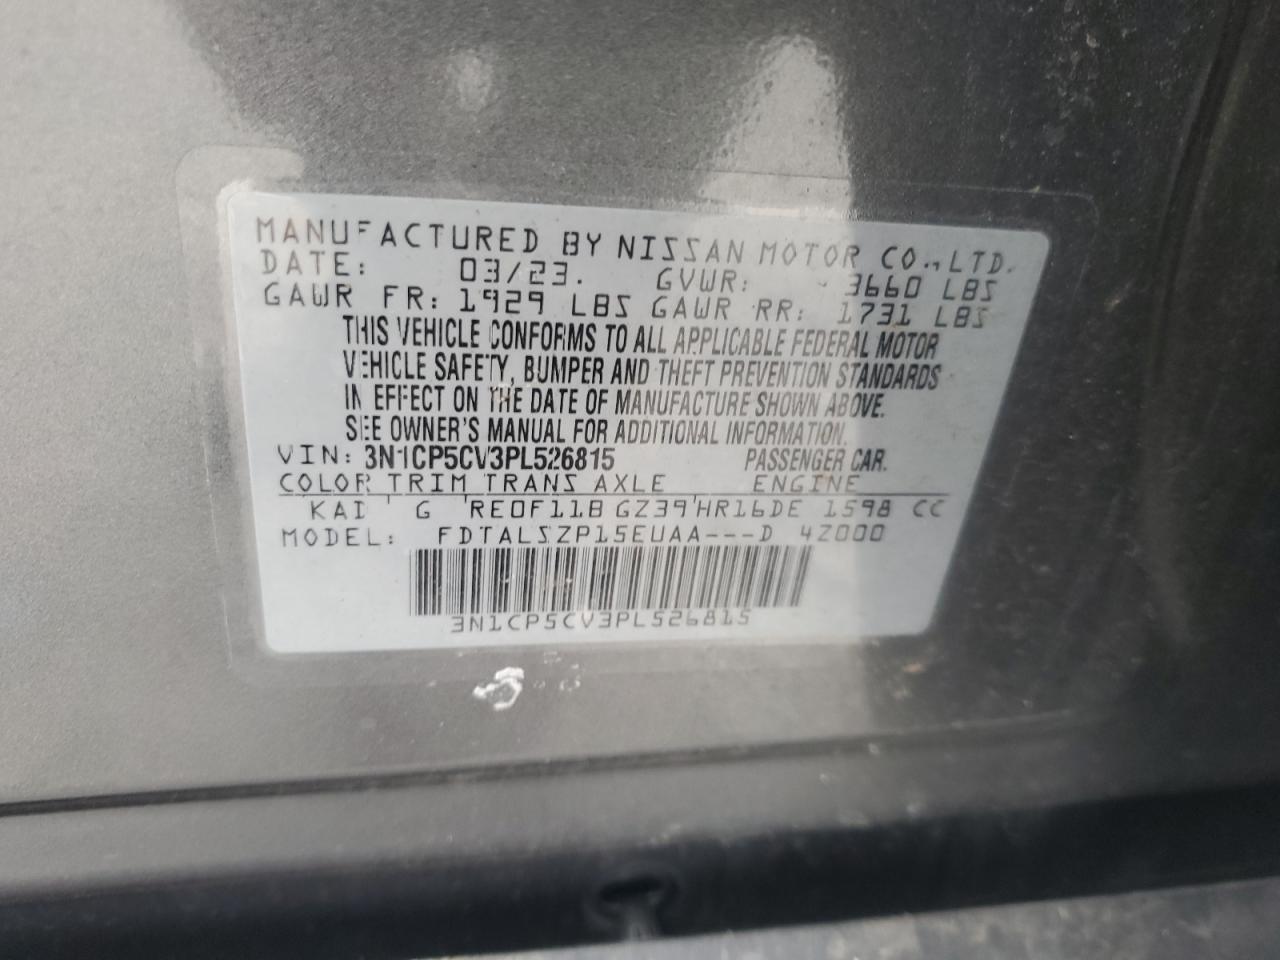 MANUFACTURED BY NISSAN MOTOR CO., LTD.
DATE: 03/23. GVWR: 3660 LBS
GAWR FR: 1929 LBS GAWR RR: 1731 LBS
THIS VEHICLE CONFORMS TO ALL APPLICABLE FEDERAL MOTOR
VEHICLE SAFETY, BUMPER AND THEFT PREVENTION STANDARDS
IN EFFECT ON THE DATE OF MANUFACTURE SHOWN ABOVE.
SEE OWNER'S MANUAL FOR ADDITIONAL INFORMATION.
VIN: 3N1CP5CV3PL526815 PASSENGER CAR.
COLOR TRIM TRANS AXLE ENGINE
KAD G RE0F11B GZ39 HR16DE 1598 CC
MODEL: FDTALSZP15EUAA---D 4Z000
3N1CP5CV3PL526815